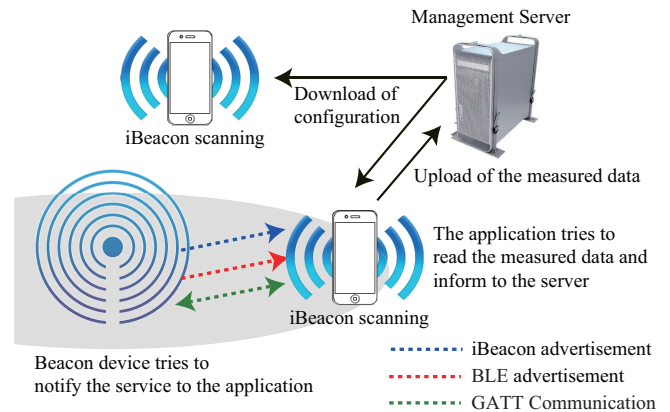 Management Server
Download of
configuration
iBeacon scanning
Upload of the measured data
The application tries to
read the measured data and
inform to the server
iBeacon scanning
Beacon device tries to
notify the service to the application
iBeacon advertisement
BLE advertisement
GATT Communication